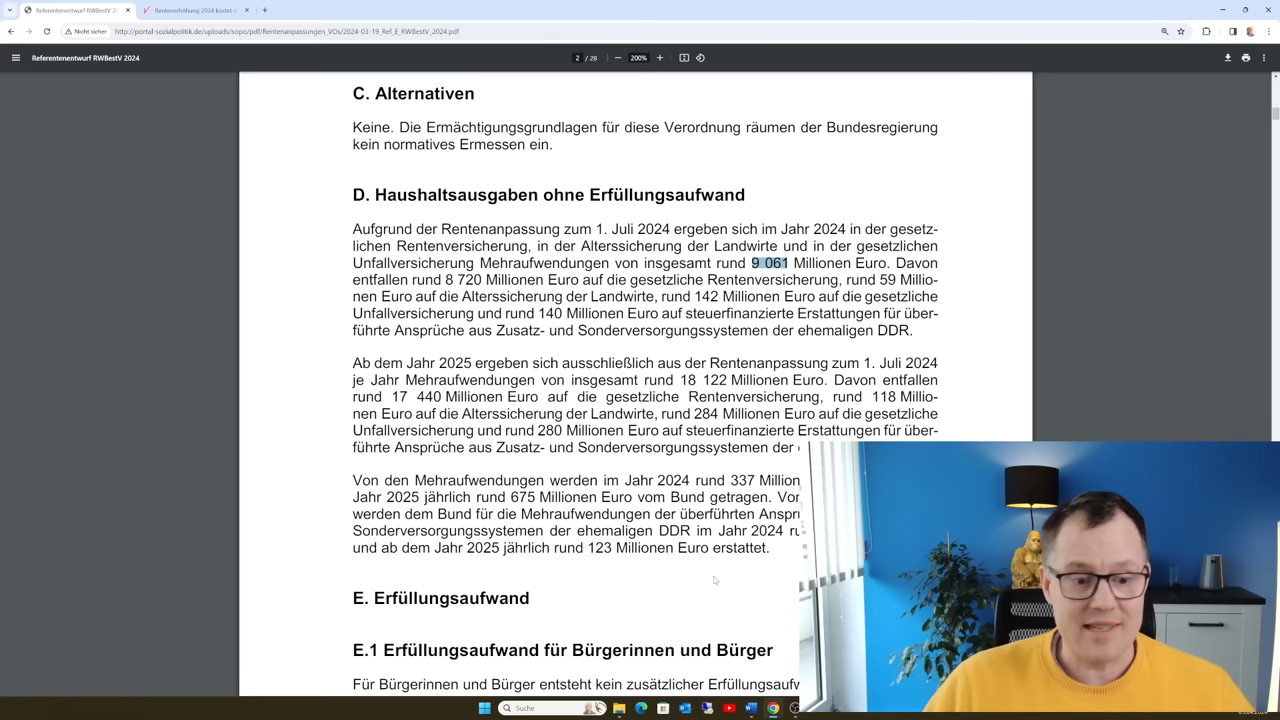 Referentenentwurf RWBestV 2
Rentenerhöhung 2024 kostet
Nicht sicher
http://portal-sozialpolitik.de/uploads/sopo/pdf/Rentenanpassungen_VOs/2024-03-19_Ref_E_RWBestV_2024.pdf
Referentenentwurf RWBestV 2024
2 / 28
200%
C. Alternativen
Keine. Die Ermächtigungsgrundlagen für diese Verordnung räumen der Bundesregierung
kein normatives Ermessen ein.
D. Haushaltsausgaben ohne Erfüllungsaufwand
Aufgrund der Rentenanpassung zum 1. Juli 2024 ergeben sich im Jahr 2024 in der gesetz-
lichen Rentenversicherung, in der Alterssicherung der Landwirte und in der gesetzlichen
Unfallversicherung Mehraufwendungen von insgesamt rund 9 061 Millionen Euro. Davon
entfallen rund 8 720 Millionen Euro auf die gesetzliche Rentenversicherung, rund 59 Millio-
nen Euro auf die Alterssicherung der Landwirte, rund 142 Millionen Euro auf die gesetzliche
Unfallversicherung und rund 140 Millionen Euro auf steuerfinanzierte Erstattungen für über-
führte Ansprüche aus Zusatz- und Sonderversorgungssystemen der ehemaligen DDR.
Ab dem Jahr 2025 ergeben sich ausschließlich aus der Rentenanpassung zum 1. Juli 2024
je Jahr Mehraufwendungen von insgesamt rund 18 122 Millionen Euro. Davon entfallen
rund 17 440 Millionen Euro auf die gesetzliche Rentenversicherung, rund 118 Millio-
nen Euro auf die Alterssicherung der Landwirte, rund 284 Millionen Euro auf die gesetzliche
Unfallversicherung und rund 280 Millionen Euro auf steuerfinanzierte Erstattungen für über-
führte Ansprüche aus Zusatz- und Sonderversorgungssystemen der
Von den Mehraufwendungen werden im Jahr 2024 rund 337 Million
Jahr 2025 jährlich rund 675 Millionen Euro vom Bund getragen. Vor
werden dem Bund für die Mehraufwendungen der überführten Anspr
Sonderversorgungssystemen der ehemaligen DDR im Jahr 2024 ru
und ab dem Jahr 2025 jährlich rund 123 Millionen Euro erstattet.
E. Erfüllungsaufwand
E.1 Erfüllungsaufwand für Bürgerinnen und Bürger
Für Bürgerinnen und Bürger entsteht kein zusätzlicher Erfüllungsaufw
Suche